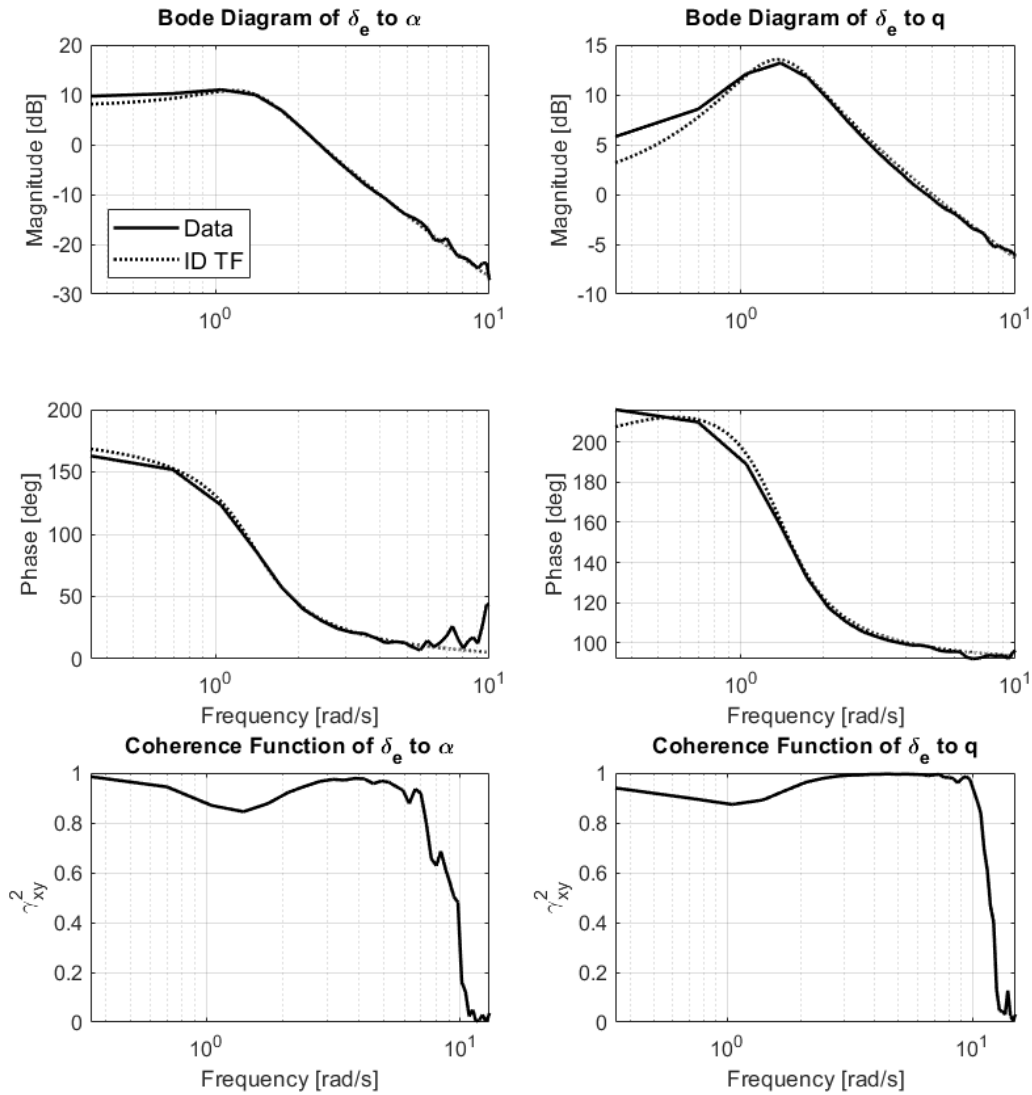 Bode Diagram of δe to α
Magnitude [dB]
20
10
0
-10
-20
-30
10^0
10^1
Data
ID TF
Bode Diagram of δe to q
Magnitude [dB]
15
10
5
0
-5
-10
10^0
10^1
Phase [deg]
200
150
100
50
0
10^0
10^1
Frequency [rad/s]
Phase [deg]
200
180
160
140
120
100
10^0
10^1
Frequency [rad/s]
Coherence Function of δe to α
γ²xy
1
0.8
0.6
0.4
0.2
0
10^0
10^1
Frequency [rad/s]
Coherence Function of δe to q
γ²xy
1
0.8
0.6
0.4
0.2
0
10^0
10^1
Frequency [rad/s]